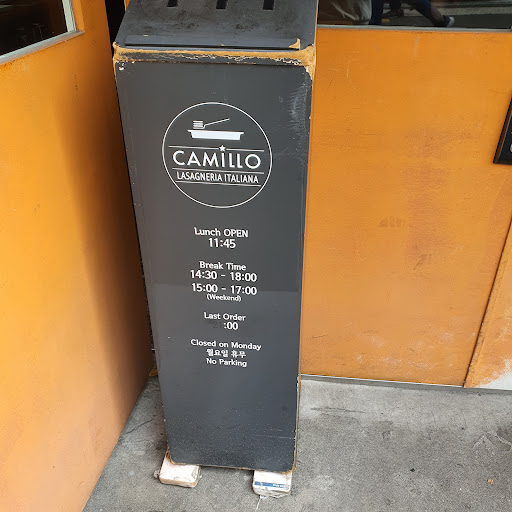 CAMILLO
LASAGNERIA ITALIANA
Lunch OPEN
11:45
Break Time
14:30 - 18:00
15:00 - 17:00
(Weekend)
Last Order
:00
Closed on Monday
월요일 휴무
No Parking